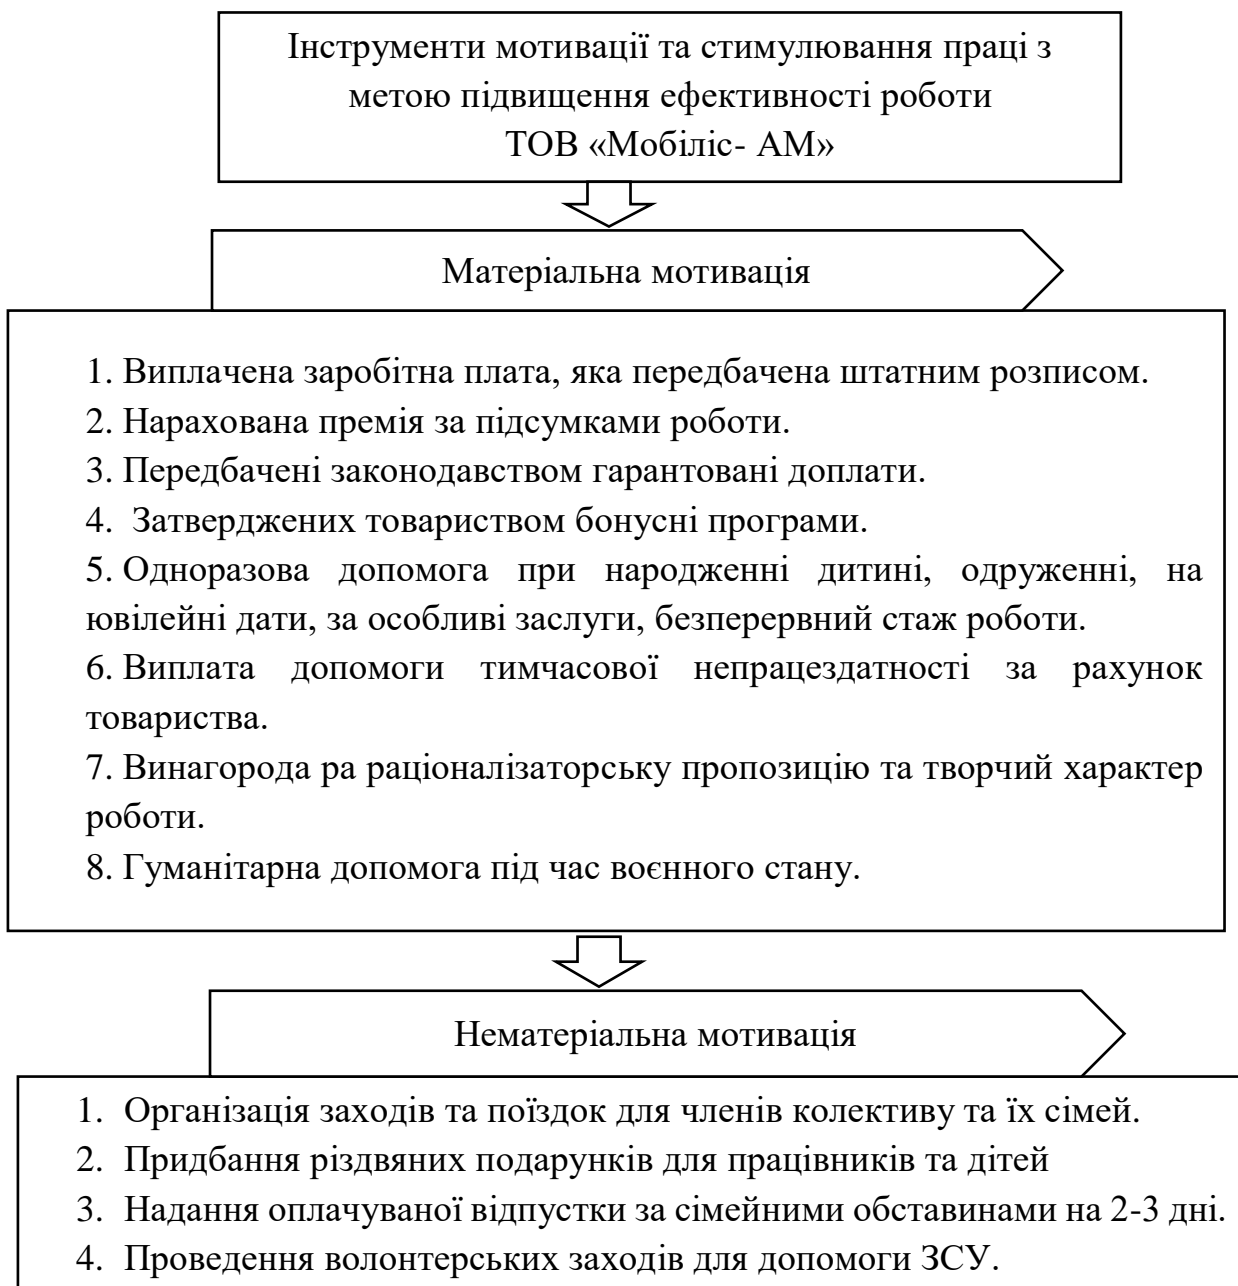 Інструменти мотивації та стимулювання праці з
метою підвищення ефективності роботи
ТОВ «Мобіліс- АМ»
Матеріальна мотивація
1. Виплачена заробітна плата, яка передбачена штатним розписом.
2. Нарахована премія за підсумками роботи.
3. Передбачені законодавством гарантовані доплати.
4. Затверджених товариством бонусні програми.
5. Одноразова допомога при народженні дитині, одруженні, на
ювілейні дати, за особливі заслуги, безперервний стаж роботи.
6. Виплата допомоги тимчасової непрацездатності за рахунок
товариства.
7. Винагорода ра раціоналізаторську пропозицію та творчий характер
роботи.
8. Гуманітарна допомога під час воєнного стану.
Нематеріальна мотивація
1. Організація заходів та поїздок для членів колективу та їх сімей.
2. Придбання різдвяних подарунків для працівників та дітей
3. Надання оплачуваної відпустки за сімейними обставинами на 2-3 дні.
4. Проведення волонтерських заходів для допомоги ЗСУ.